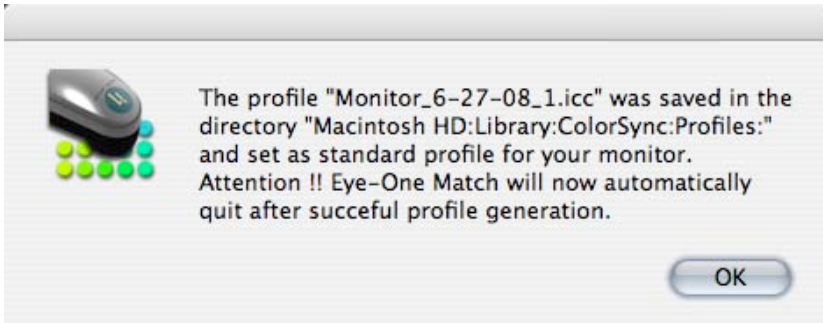 The profile "Monitor_6-27-08_1.icc" was saved in the
directory "Macintosh HD:Library:ColorSync:Profiles:"
and set as standard profile for your monitor.
Attention !! Eye-One Match will now automatically
quit after succeful profile generation.
OK